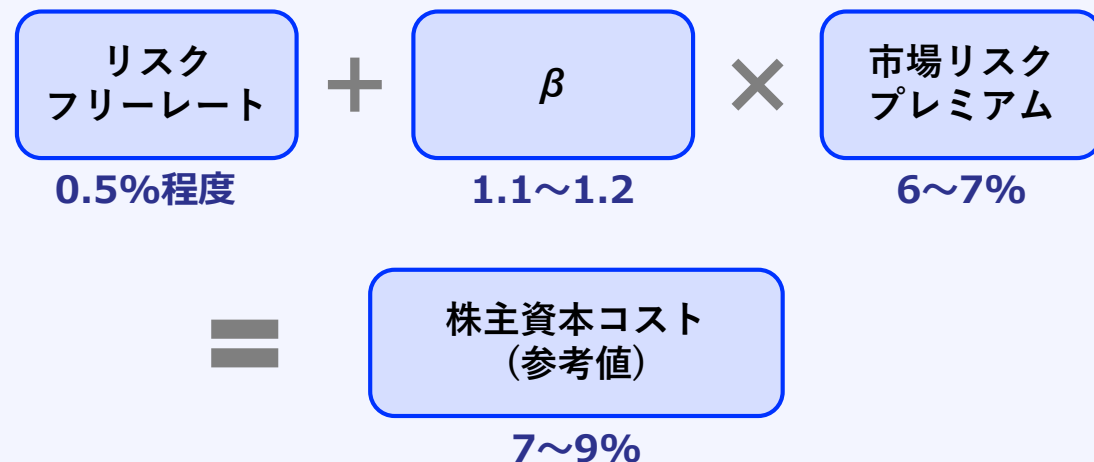 リスク
フリーレート
+
β
×
市場リスク
プレミアム
0.5%程度
1.1～1.2
6～7%
=
株主資本コスト
(参考値)
7～9%